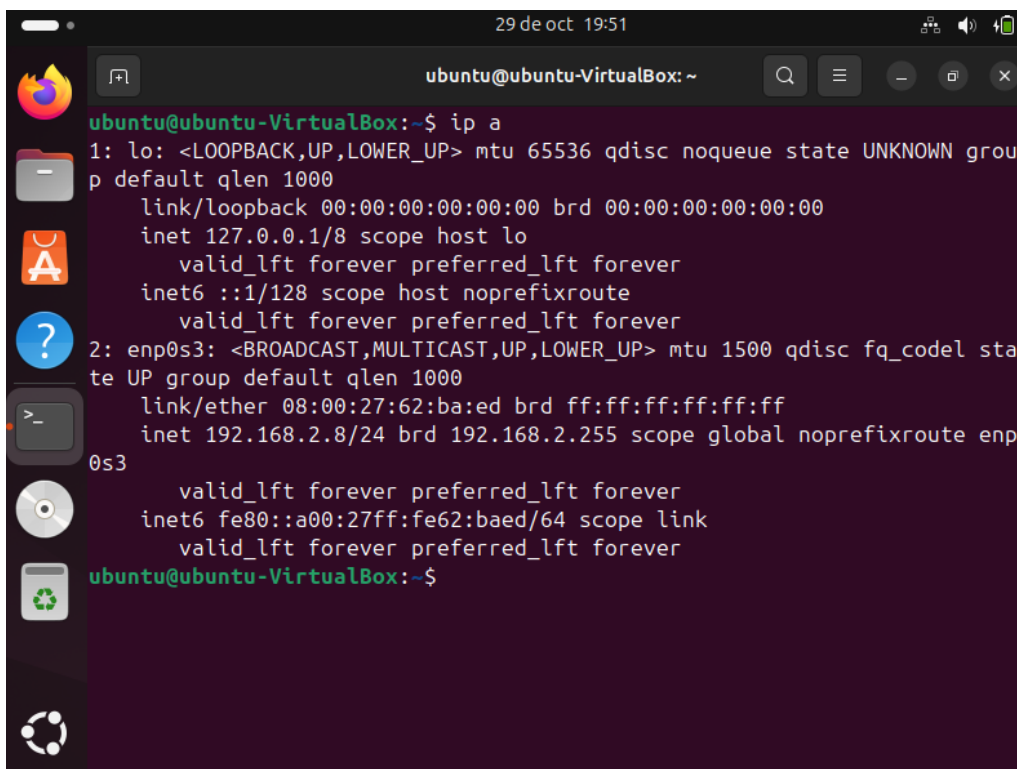 29 de oct 19:51
ubuntu@ubuntu-VirtualBox: ~
ubuntu@ubuntu-VirtualBox:~$ ip a
1: lo: <LOOPBACK,UP,LOWER_UP> mtu 65536 qdisc noqueue state UNKNOWN grou
p default qlen 1000
    link/loopback 00:00:00:00:00:00 brd 00:00:00:00:00:00
    inet 127.0.0.1/8 scope host lo
       valid_lft forever preferred_lft forever
    inet6 ::1/128 scope host noprefixroute
       valid_lft forever preferred_lft forever
2: enp0s3: <BROADCAST,MULTICAST,UP,LOWER_UP> mtu 1500 qdisc fq_codel sta
te UP group default qlen 1000
    link/ether 08:00:27:62:ba:ed brd ff:ff:ff:ff:ff:ff
    inet 192.168.2.8/24 brd 192.168.2.255 scope global noprefixroute enp
0s3
       valid_lft forever preferred_lft forever
    inet6 fe80::a00:27ff:fe62:baed/64 scope link
       valid_lft forever preferred_lft forever
ubuntu@ubuntu-VirtualBox:~$